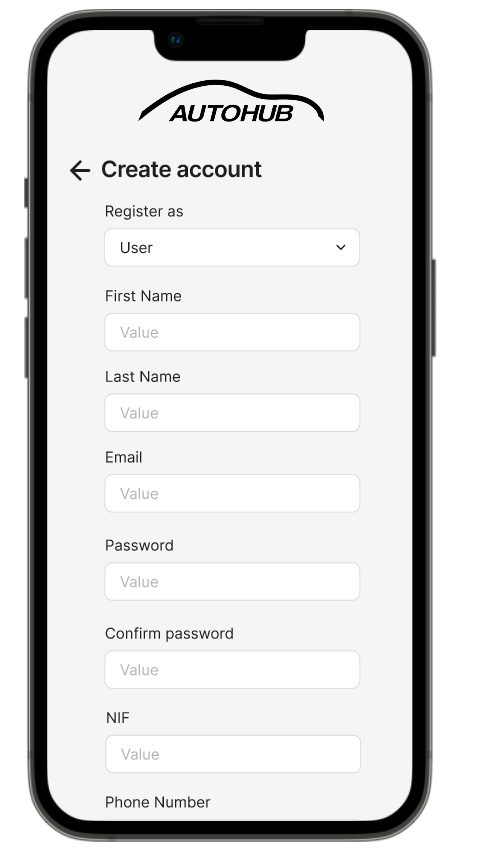 AUTOHUB
Create account
Register as
User
First Name
Value
Last Name
Value
Email
Value
Password
Value
Confirm password
Value
NIF
Value
Phone Number